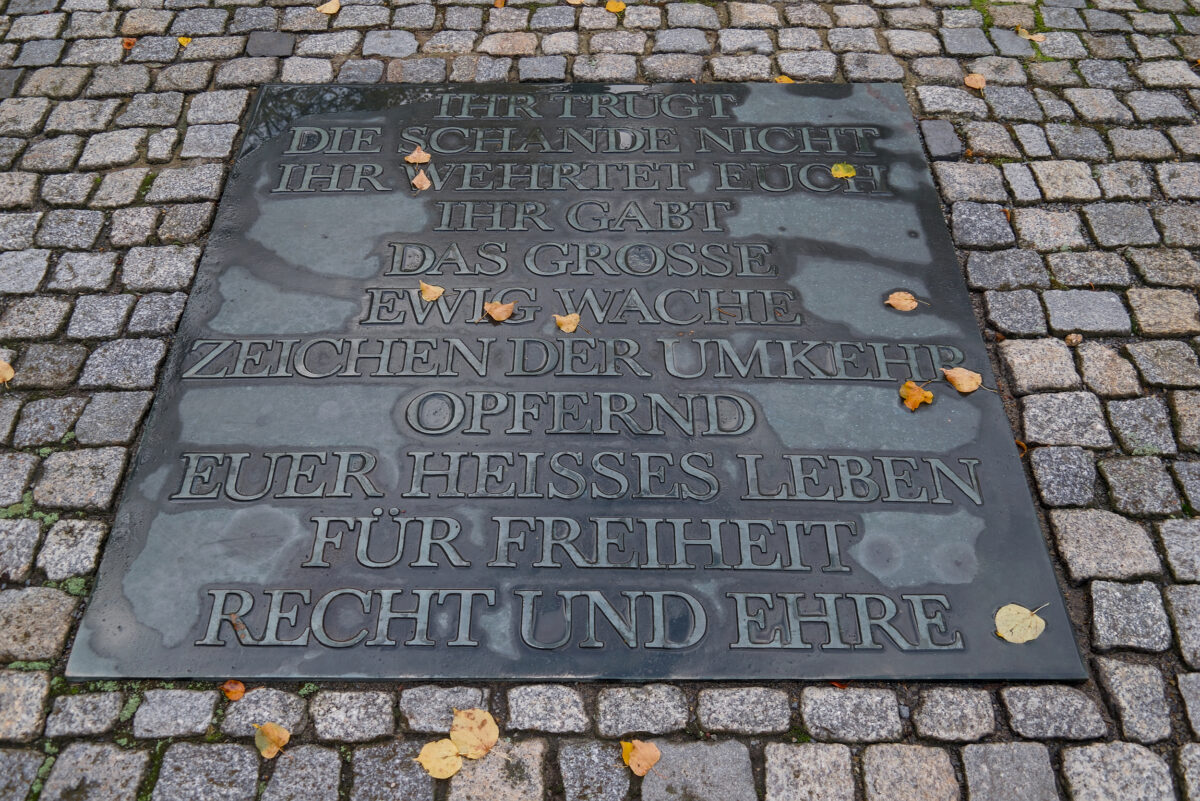 IHR TRUGT
DIE SCHANDE NICHT
IHR WEHRTET EUCH
IHR GABT
DAS GROSSE
EWIG WACHE
ZEICHEN DER UMKEHR
OPFERND
EUER HEISSES LEBEN
FÜR FREIHEIT
RECHT UND EHRE